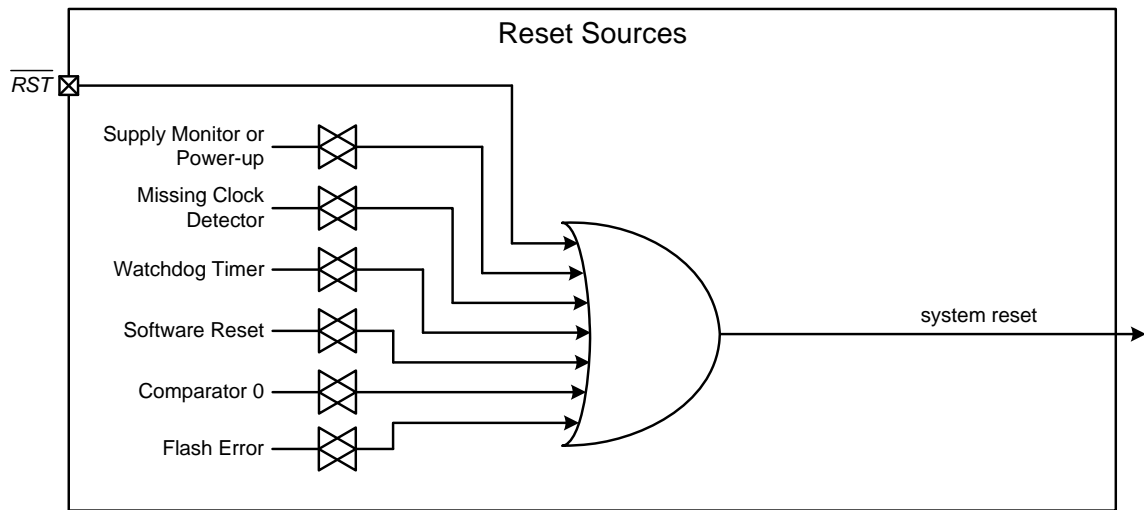 Reset Sources
RST
Supply Monitor or
Power-up
Missing Clock
Detector
Watchdog Timer
Software Reset
Comparator 0
Flash Error
system reset